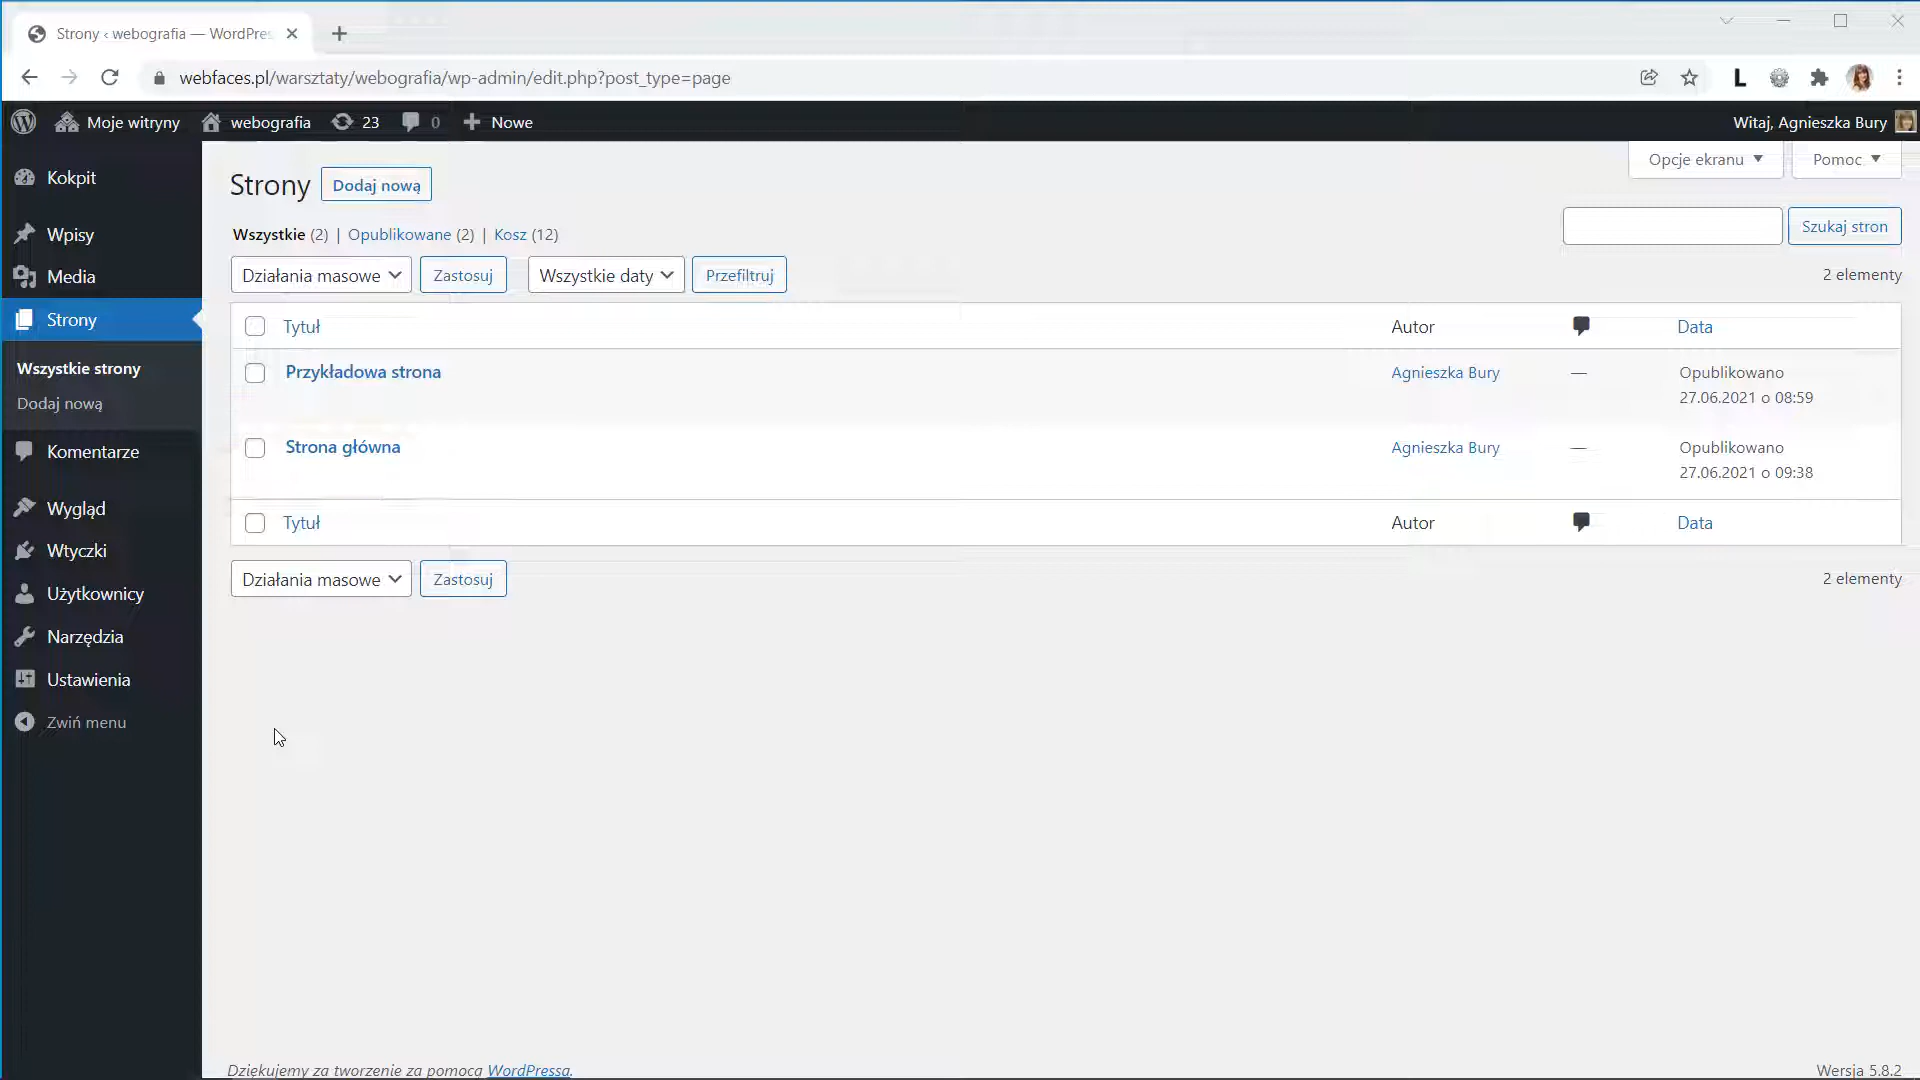 Strony ‹ webografia — WordPres
webfaces.pl/warsztaty/webografia/wp-admin/edit.php?post_type=page
L
Moje witryny webografia 23 0 Nowe Witaj, Agnieszka Bury
Opcje ekranu Pomoc
Kokpit
Wpisy
Media
Strony
Wszystkie strony
Dodaj nową
Komentarze
Wygląd
Wtyczki
Użytkownicy
Narzędzia
Ustawienia
Zwiń menu
Strony Dodaj nową
Wszystkie (2) | Opublikowane (2) | Kosz (12)
Szukaj stron
Działania masowe Zastosuj Wszystkie daty Przefiltruj 2 elementy
Tytuł Autor Data
Przykładowa strona Agnieszka Bury — Opublikowano
27.06.2021 o 08:59
Strona główna Agnieszka Bury — Opublikowano
27.06.2021 o 09:38
Tytuł Autor Data
Działania masowe Zastosuj 2 elementy
Dziękujemy za tworzenie za pomocą WordPressa. Wersja 5.8.2